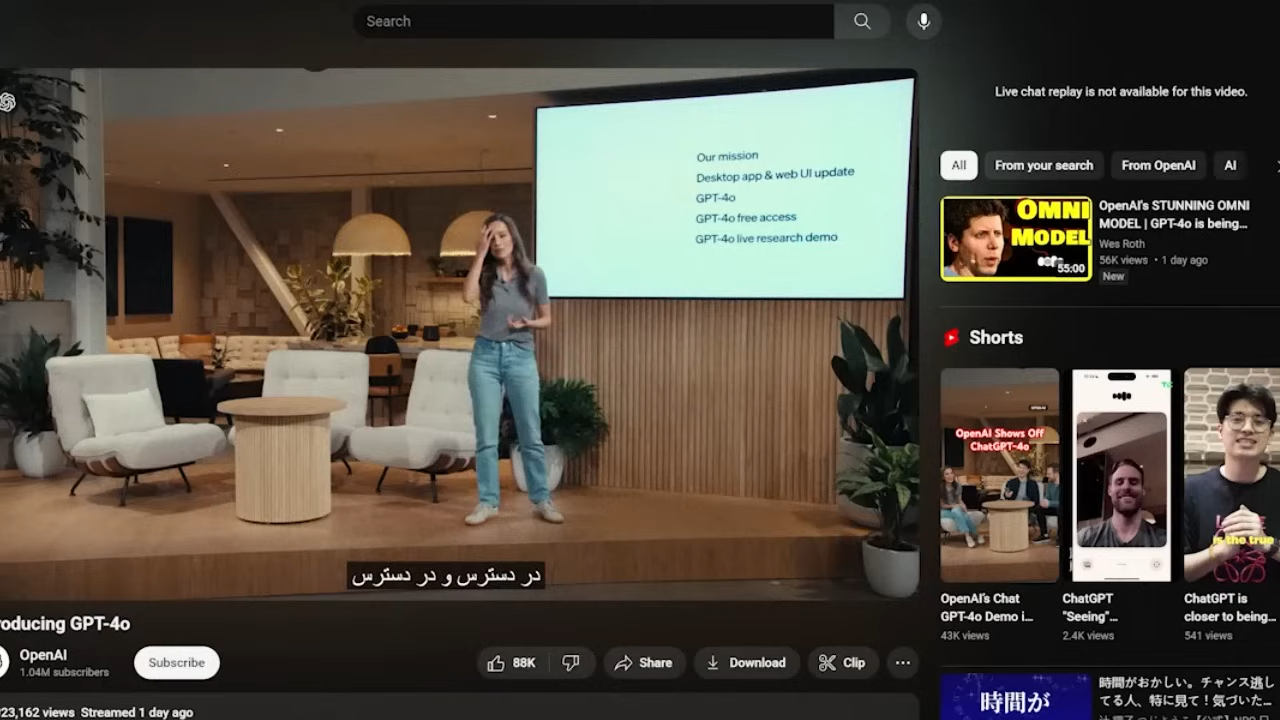 Search
Live chat replay is not available for this video.
All
From your search
From OpenAI
AI
Our mission
Desktop app & web UI update
GPT-4o
GPT-4o free access
GPT-4o live research demo
در دسترس و در دسترس
OMNI
MODEL
55:00
OpenAI's STUNNING OMNI
MODEL | GPT-4o is being...
Wes Roth
56K views • 1 day ago
New
Shorts
OpenAI Shows Off
ChatGPT-4o
is the true
OpenAI's Chat
GPT-4o Demo i...
43K views
ChatGPT
"Seeing"...
2.4K views
ChatGPT is
closer to being...
541 views
roducing GPT-4o
OpenAI
1.04M subscribers
Subscribe
88K
Share
Download
Clip
23,162 views Streamed 1 day ago
時間が
時間がおかしい。チャンス逃し
てる人、特に見て！気づいた...